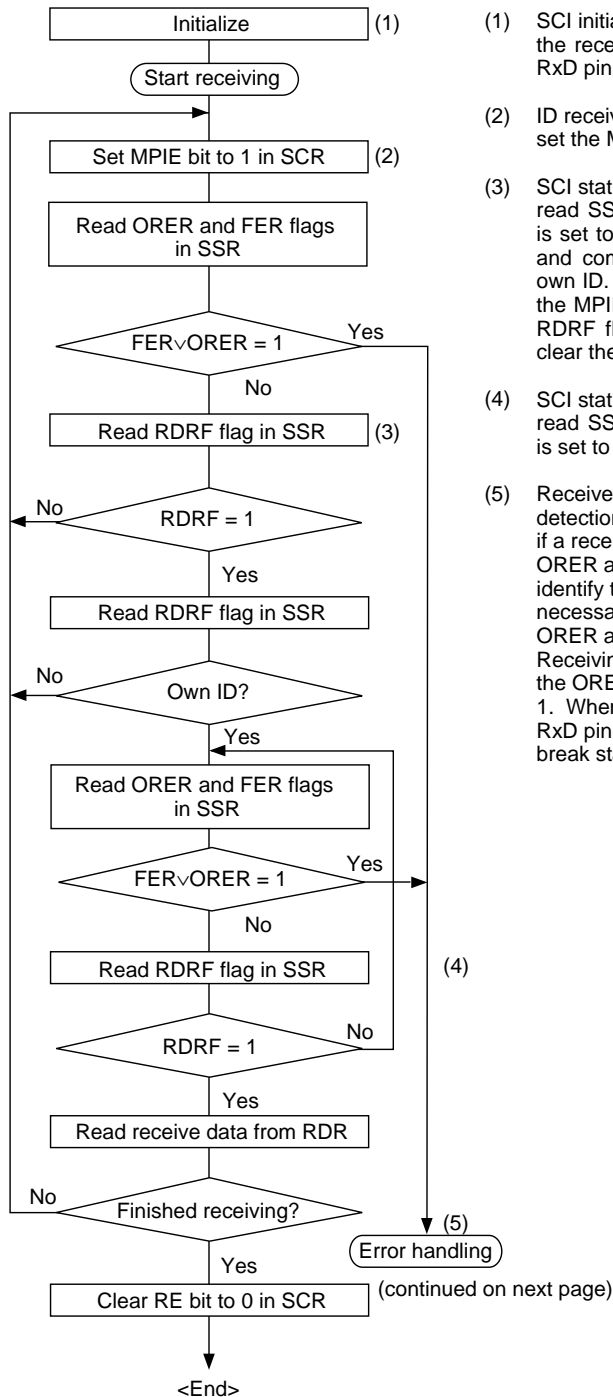 Initialize (1)
Start receiving
Set MPIE bit to 1 in SCR (2)
Read ORER and FER flags
in SSR
FER∨ORER = 1
Yes
No
Read RDRF flag in SSR (3)
No
RDRF = 1
Yes
Read RDRF flag in SSR
No
Own ID?
Yes
Read ORER and FER flags
in SSR
FER∨ORER = 1
Yes
No
Read RDRF flag in SSR
(4)
RDRF = 1
No
Yes
Read receive data from RDR
No
Finished receiving?
(5)
Error handling
Yes
(continued on next page)
Clear RE bit to 0 in SCR
<End>
(1) SCI initia
the recei
RxD pin
(2) ID receiv
set the M
(3) SCI stat
read SS
is set to
and con
own ID.
the MPI
RDRF f
clear the
(4) SCI stat
read SS
is set to
(5) Receive
detection
if a rece
ORER a
identify t
necessa
ORER a
Receivin
the ORE
1. When
RxD pin
break sta